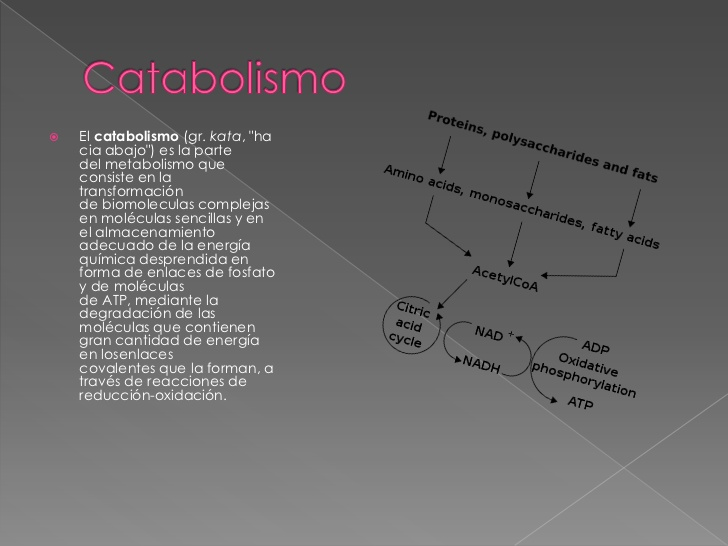 Catabolismo
El catabolismo (gr. kata, "ha
cia abajo") es la parte
del metabolismo que
consiste en la
transformación
de biomoleculas complejas
en moléculas sencillas y en
el almacenamiento
adecuado de la energía
química desprendida en
forma de enlaces de fosfato
y de moléculas
de ATP, mediante la
degradación de las
moléculas que contienen
gran cantidad de energía
en losenlaces
covalentes que la forman, a
través de reacciones de
reducción-oxidación.
Proteins, polysaccharides and fats
Amino acids, monosaccharides, fatty acids
AcetylCoA
Citric
acid
cycle
NAD +
NADH
ADP
Oxidative
phosphorylation
ATP